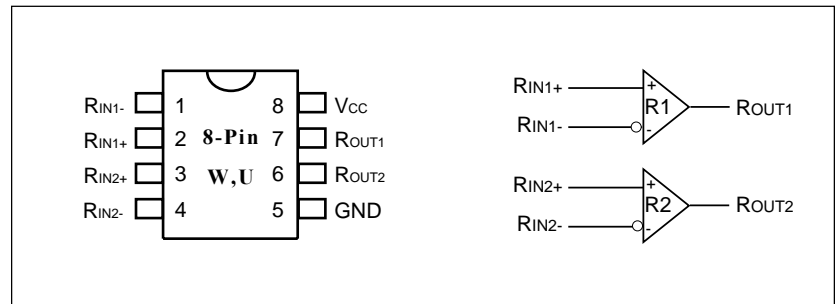 RIN1- 1 8 VCC
RIN1+ 2 8-Pin 7 ROUT1
RIN2+ 3 W,U 6 ROUT2
RIN2- 4 5 GND
RIN1+ + R1 ROUT1
RIN1- -
RIN2+ + R2 ROUT2
RIN2- -